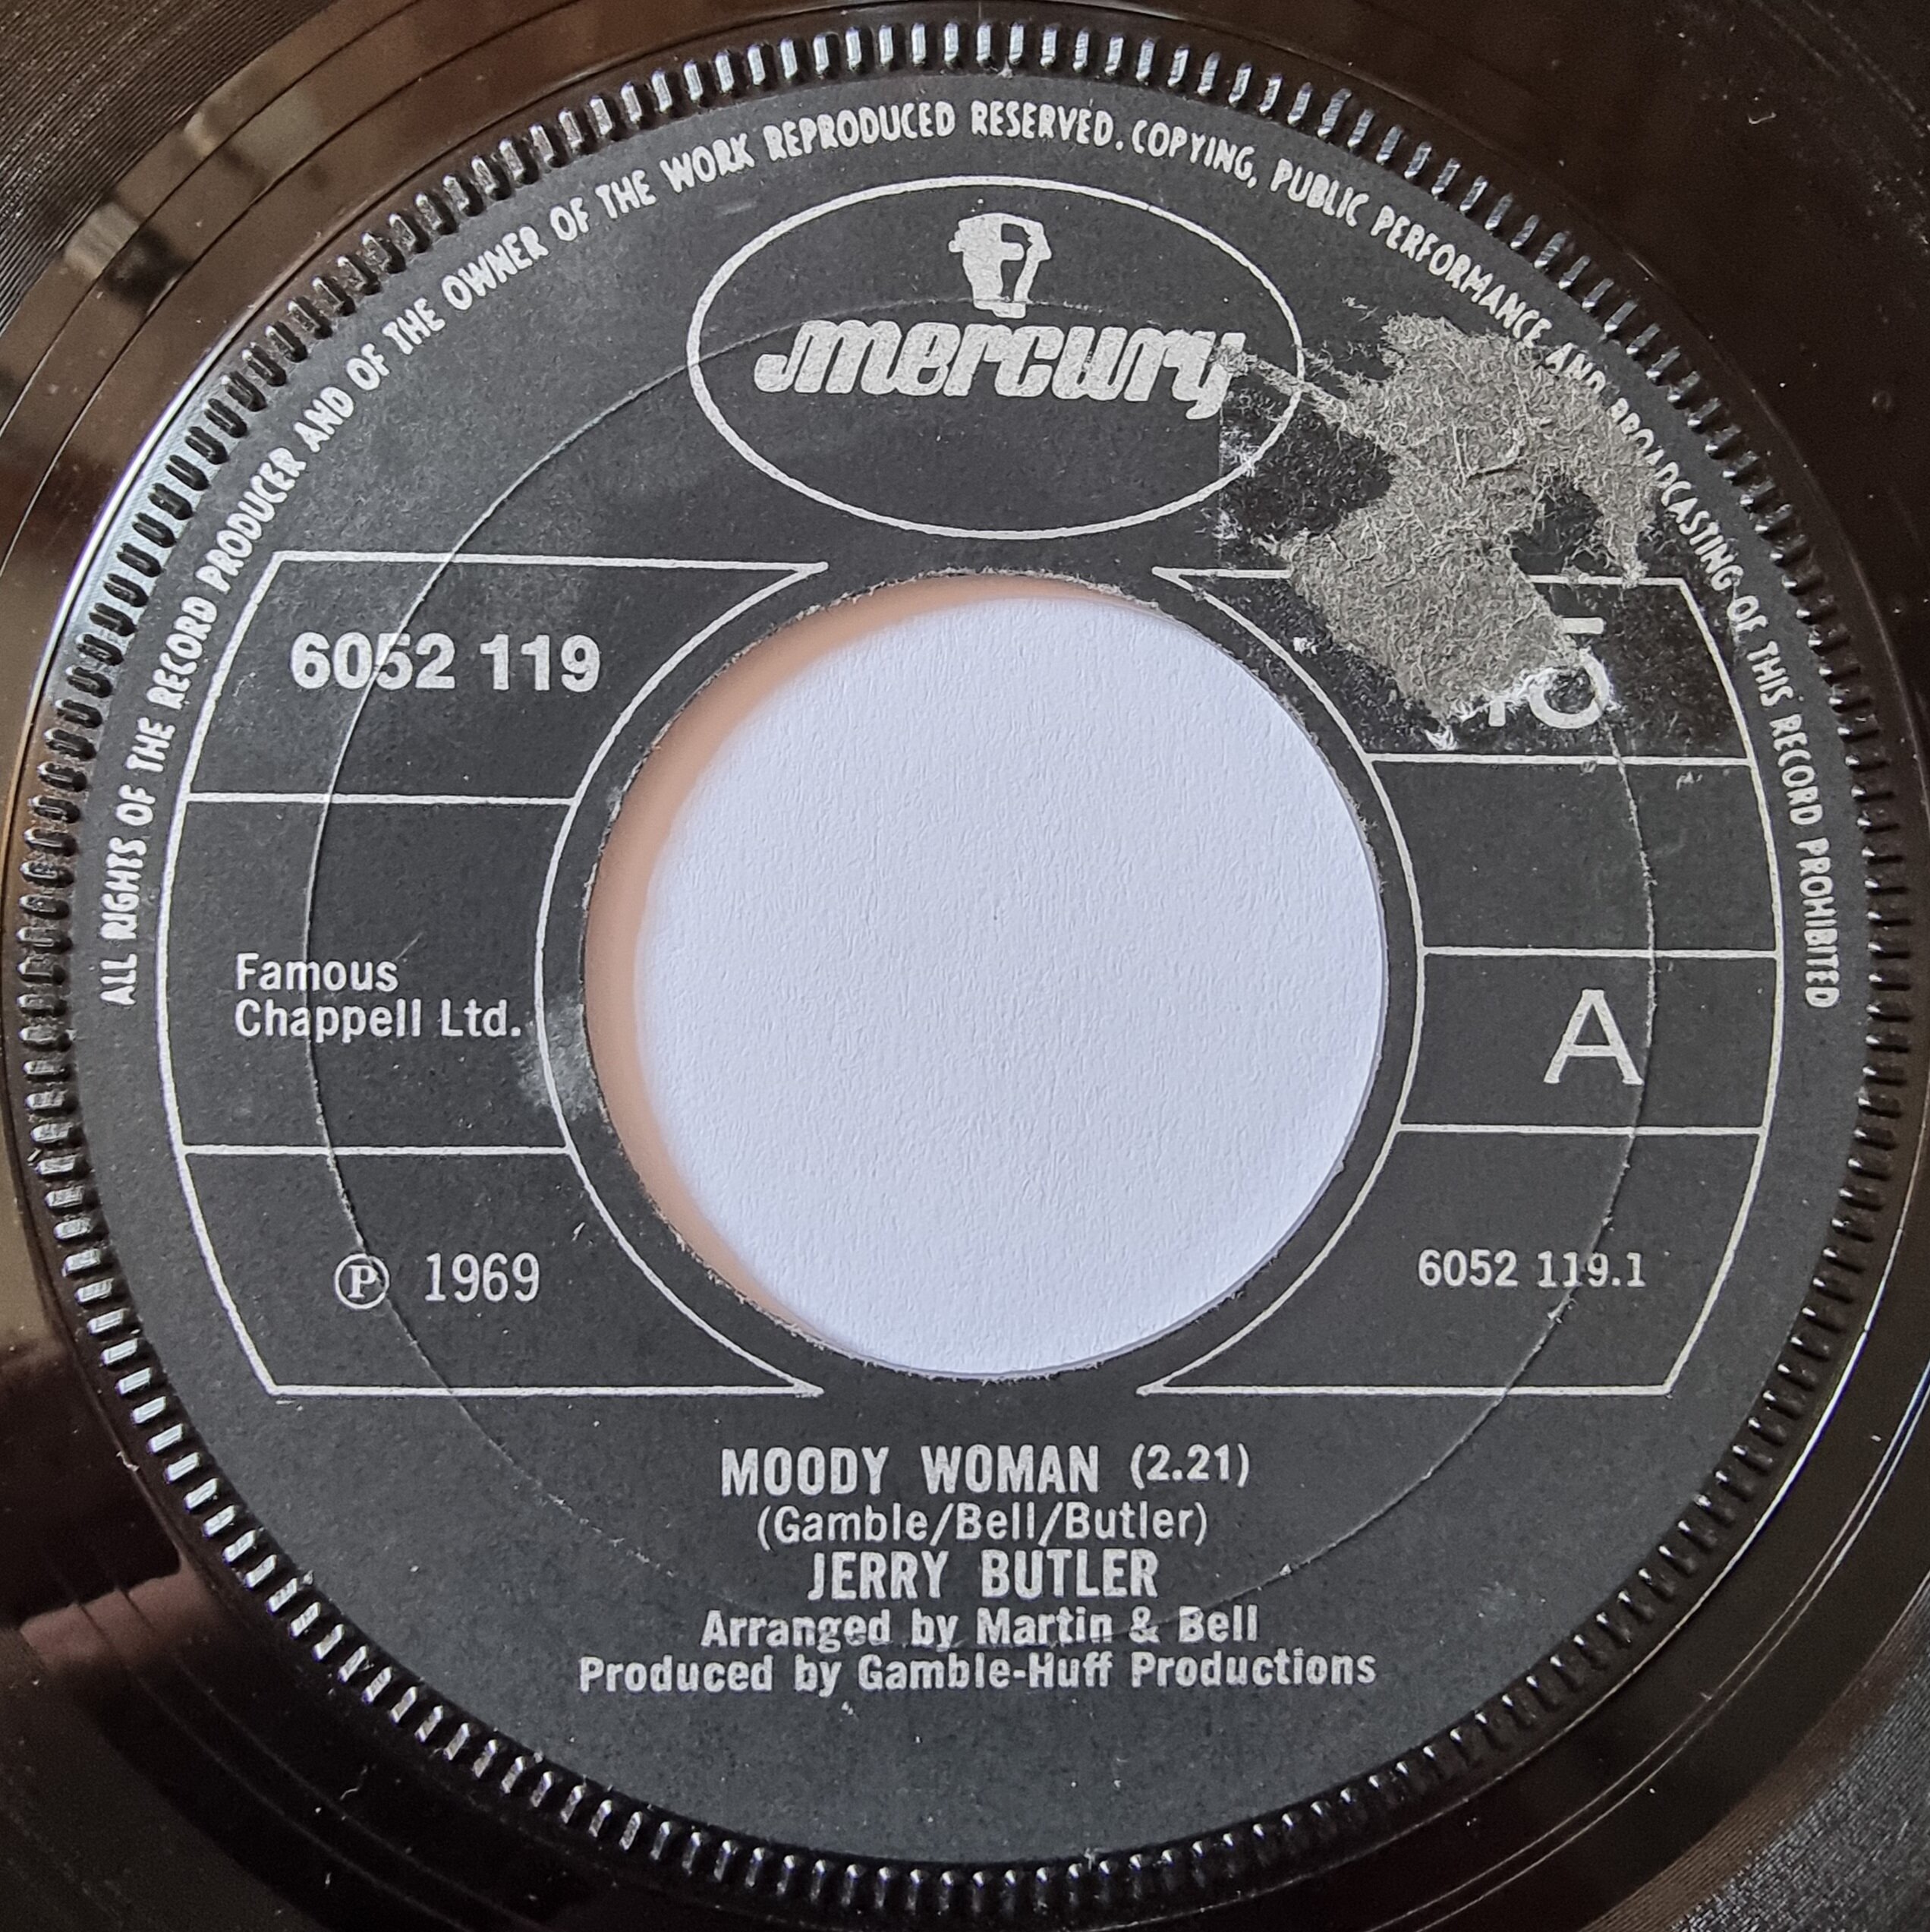 ALL RIGHTS OF THE RECORD PRODUCER AND OF THE OWNER OF THE WORK REPRODUCED RESERVED. COPYING, PUBLIC PERFORMANCE AND BROADCASTING OF THIS RECORD PROHIBITED
mercury
6052 119
45
Famous
Chappell Ltd.
A
Ⓟ 1969
6052 119.1
MOODY WOMAN (2.21)
(Gamble/Bell/Butler)
JERRY BUTLER
Arranged by Martin & Bell
Produced by Gamble-Huff Productions